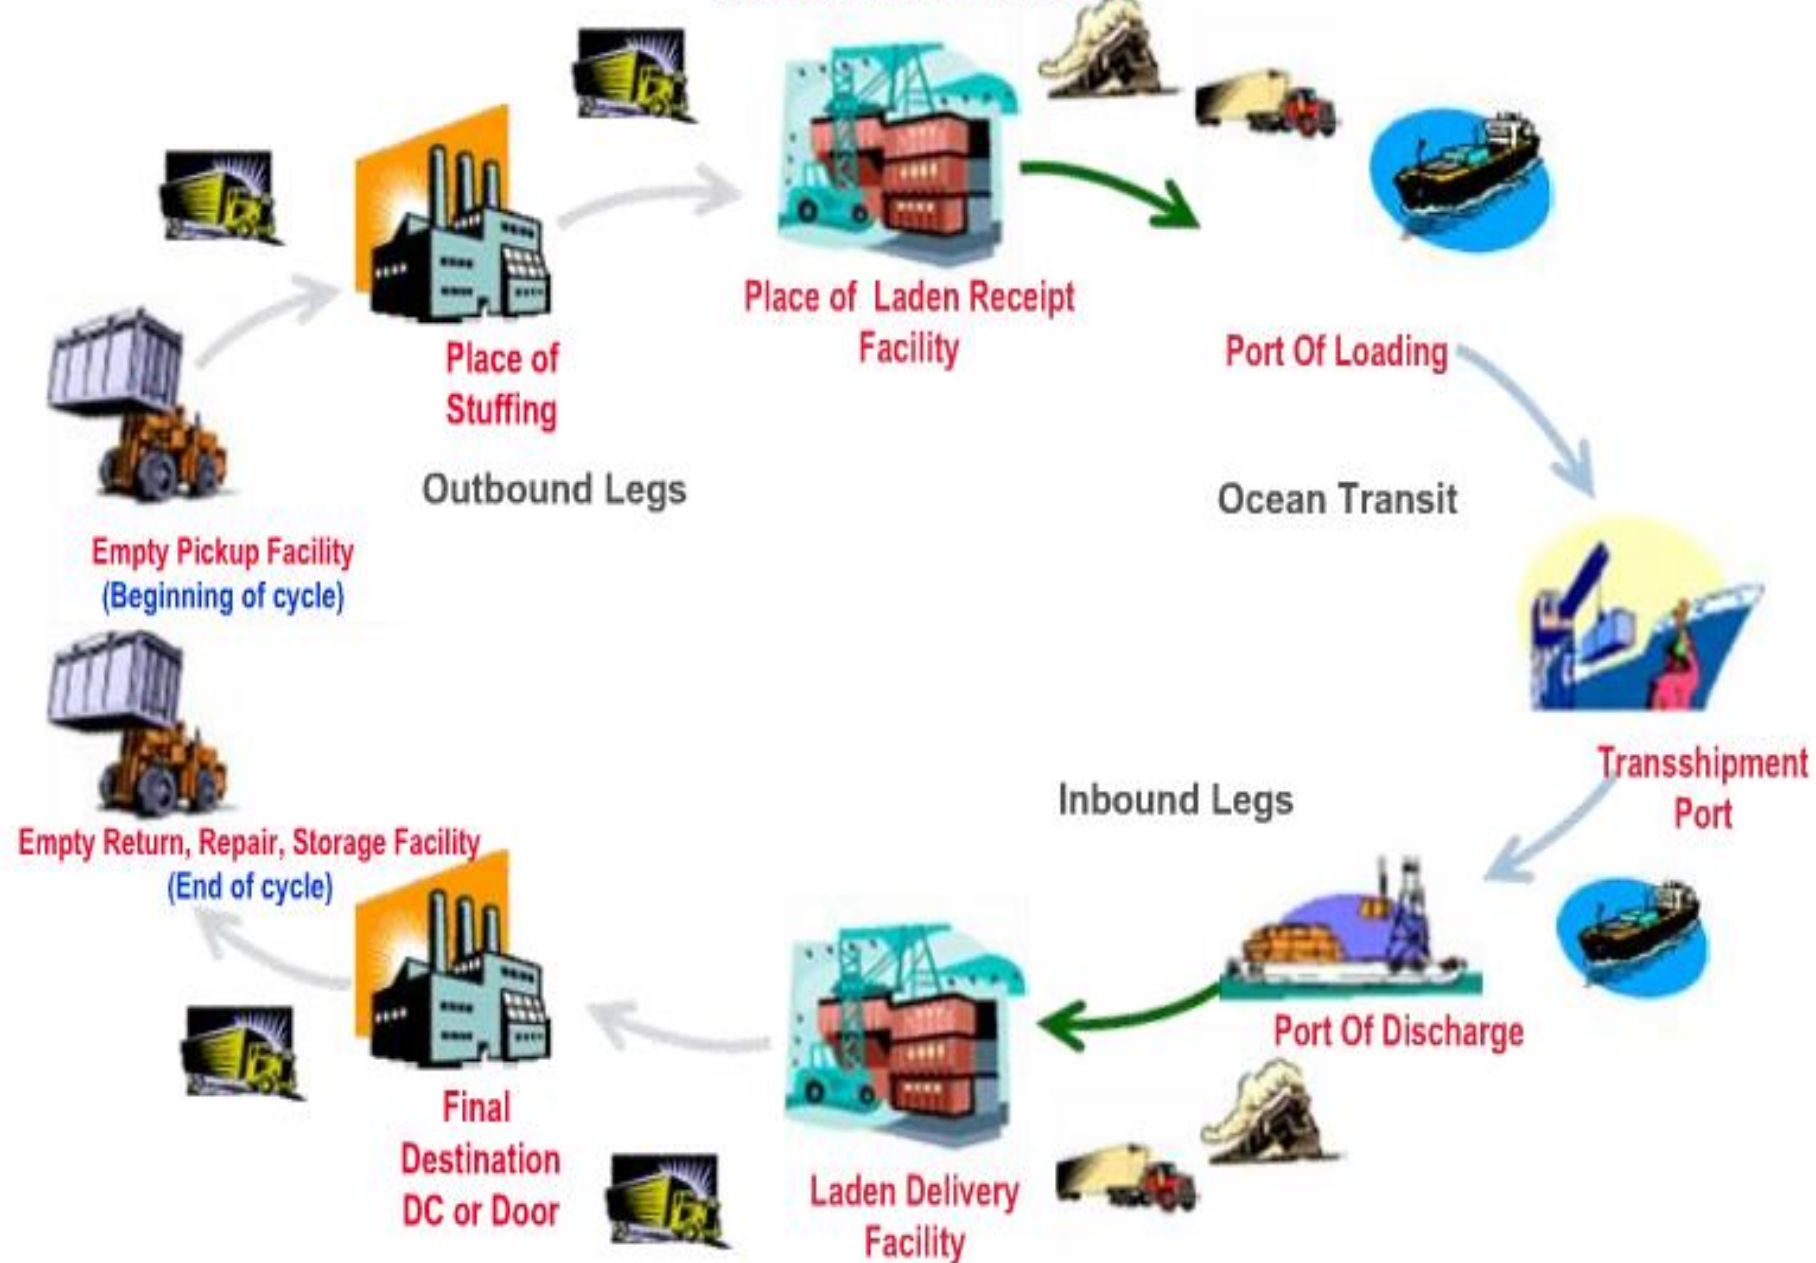 Place of Laden Receipt
Facility
Port Of Loading
Place of
Stuffing
Outbound Legs
Ocean Transit
Empty Pickup Facility
(Beginning of cycle)
Transshipment
Port
Inbound Legs
Empty Return, Repair, Storage Facility
(End of cycle)
Port Of Discharge
Final
Destination
DC or Door
Laden Delivery
Facility